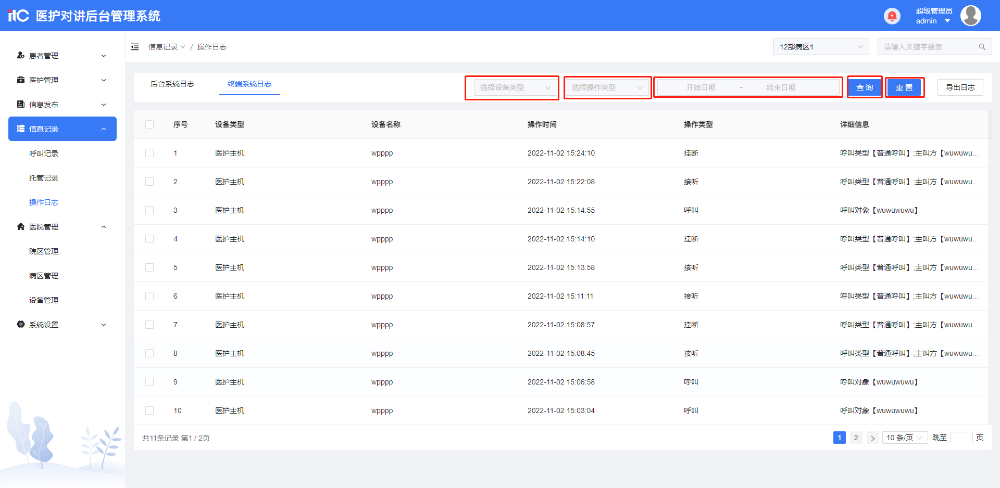 itC 医护对讲后台管理系统
超级管理员
admin
患者管理
医护管理
信息发布
信息记录
呼叫记录
托管记录
操作日志
医院管理
院区管理
病区管理
设备管理
系统设置
信息记录 / 操作日志
12部病区1
请输入关键字搜索
后台系统日志 终端系统日志 选择设备类型 选择操作类型 开始日期 ~ 结束日期 查 询 重 置 导出日志
序号 设备类型 设备名称 操作时间 操作类型 详细信息
1 医护主机 wpppp 2022-11-02 15:24:10 挂断 呼叫类型【普通呼叫】;主叫方【wuwuwu...
2 医护主机 wpppp 2022-11-02 15:22:08 接听 呼叫类型【普通呼叫】;主叫方【wuwuwu...
3 医护主机 wpppp 2022-11-02 15:14:55 呼叫 呼叫对象【wuwuwuwu】
4 医护主机 wpppp 2022-11-02 15:14:10 挂断 呼叫类型【普通呼叫】;主叫方【wuwuwu...
5 医护主机 wpppp 2022-11-02 15:13:58 接听 呼叫类型【普通呼叫】;主叫方【wuwuwu...
6 医护主机 wpppp 2022-11-02 15:11:11 接听 呼叫类型【普通呼叫】;主叫方【wuwuwu...
7 医护主机 wpppp 2022-11-02 15:08:57 挂断 呼叫类型【普通呼叫】;主叫方【wuwuwu...
8 医护主机 wpppp 2022-11-02 15:08:45 接听 呼叫类型【普通呼叫】;主叫方【wuwuwu...
9 医护主机 wpppp 2022-11-02 15:06:58 呼叫 呼叫对象【wuwuwuwu】
10 医护主机 wpppp 2022-11-02 15:03:04 呼叫 呼叫对象【wuwuwuwu】
共11条记录 第1 / 2页 1 2 > 10 条/页 跳至 页